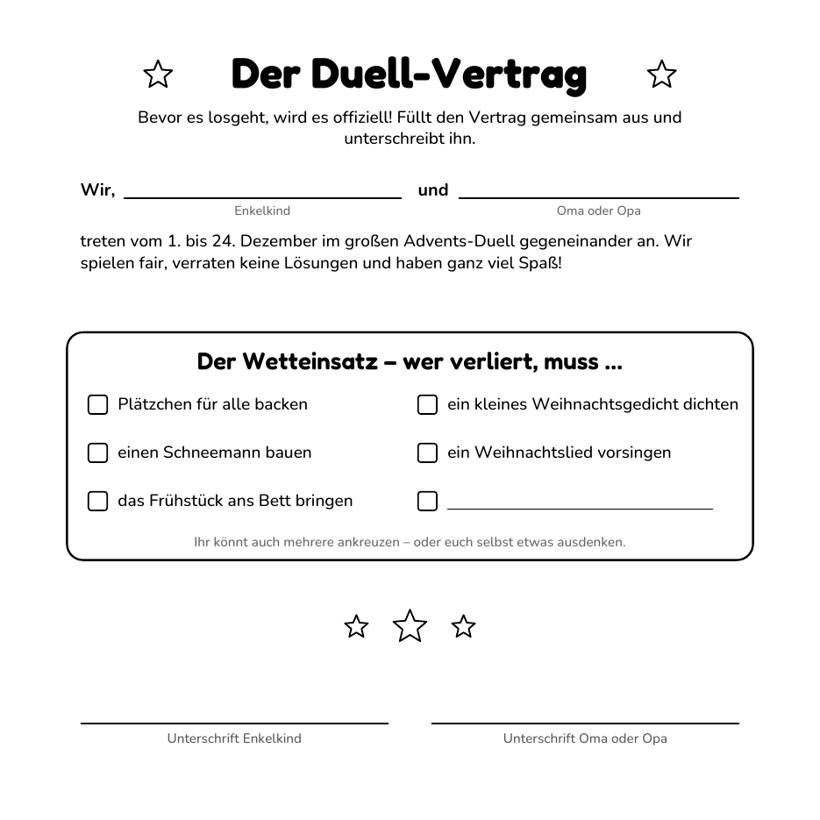 Der Duell-Vertrag
Bevor es losgeht, wird es offiziell! Füllt den Vertrag gemeinsam aus und
unterschreibt ihn.
Wir, und
Enkelkind Oma oder Opa
treten vom 1. bis 24. Dezember im großen Advents-Duell gegeneinander an. Wir
spielen fair, verraten keine Lösungen und haben ganz viel Spaß!
Der Wetteinsatz – wer verliert, muss ...
Plätzchen für alle backen
ein kleines Weihnachtsgedicht dichten
einen Schneemann bauen
ein Weihnachtslied vorsingen
das Frühstück ans Bett bringen
Ihr könnt auch mehrere ankreuzen – oder euch selbst etwas ausdenken.
Unterschrift Enkelkind
Unterschrift Oma oder Opa